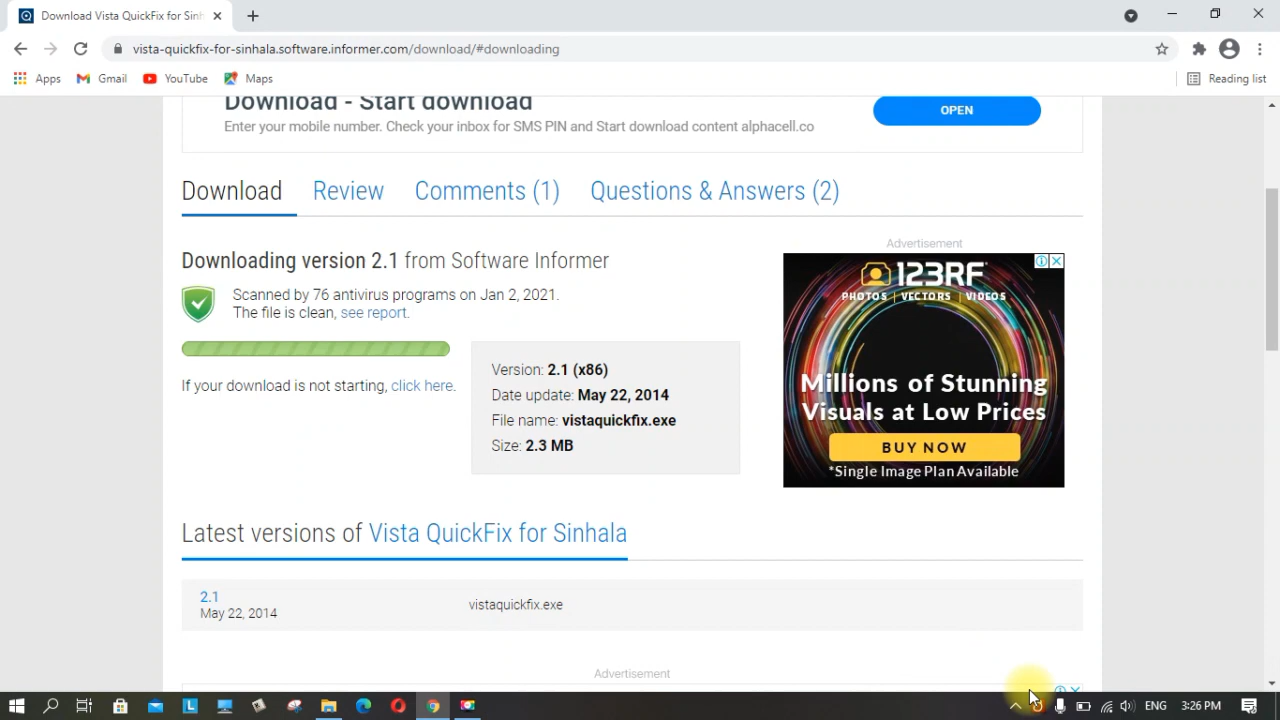 Download Vista QuickFix for Sinh
vista-quickfix-for-sinhala.software.informer.com/download/#downloading
Apps Gmail YouTube Maps Reading list
Download - Start download
Enter your mobile number. Check your inbox for SMS PIN and Start download content alphacell.co
OPEN
Download Review Comments (1) Questions & Answers (2)
Downloading version 2.1 from Software Informer
Scanned by 76 antivirus programs on Jan 2, 2021.
The file is clean, see report.
If your download is not starting, click here.
Version: 2.1 (x86)
Date update: May 22, 2014
File name: vistaquickfix.exe
Size: 2.3 MB
Advertisement
123RF
PHOTOS | VECTORS | VIDEOS
Millions of Stunning
Visuals at Low Prices
BUY NOW
*Single Image Plan Available
Latest versions of Vista QuickFix for Sinhala
2.1
May 22, 2014
vistaquickfix.exe
Advertisement
L
ENG 3:26 PM